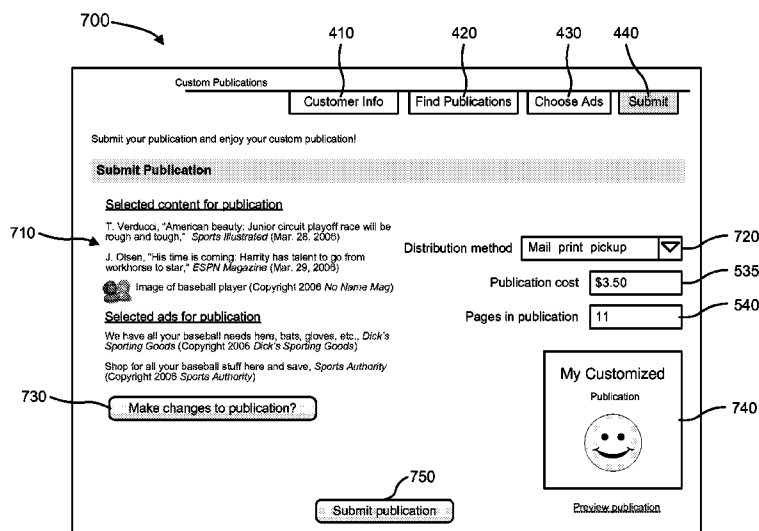 700
410
420
430
440
Custom Publications
Customer Info
Find Publications
Choose Ads
Submit
Submit your publication and enjoy your custom publication!
Submit Publication
Selected content for publication
T. Verducci, "American beauty: Junior circuit playoff race will be
rough and tough," Sports Illustrated (Mar. 28, 2006)
710
J. Olsen, "His time is coming: Harrity has talent to go from
workhorse to star," ESPN Magazine (Mar. 29, 2006)
Image of baseball player (Copyright 2006 No Name Mag)
Selected ads for publication
We have all your baseball needs here, bats, gloves, etc., Dick's
Sporting Goods (Copyright 2006 Dick's Sporting Goods)
Shop for all your baseball stuff here and save, Sports Authority
(Copyright 2006 Sports Authority)
730
Make changes to publication?
Distribution method
Mail print pickup
720
Publication cost
$3.50
535
Pages in publication
11
540
My Customized
Publication
740
Preview publication
750
Submit publication